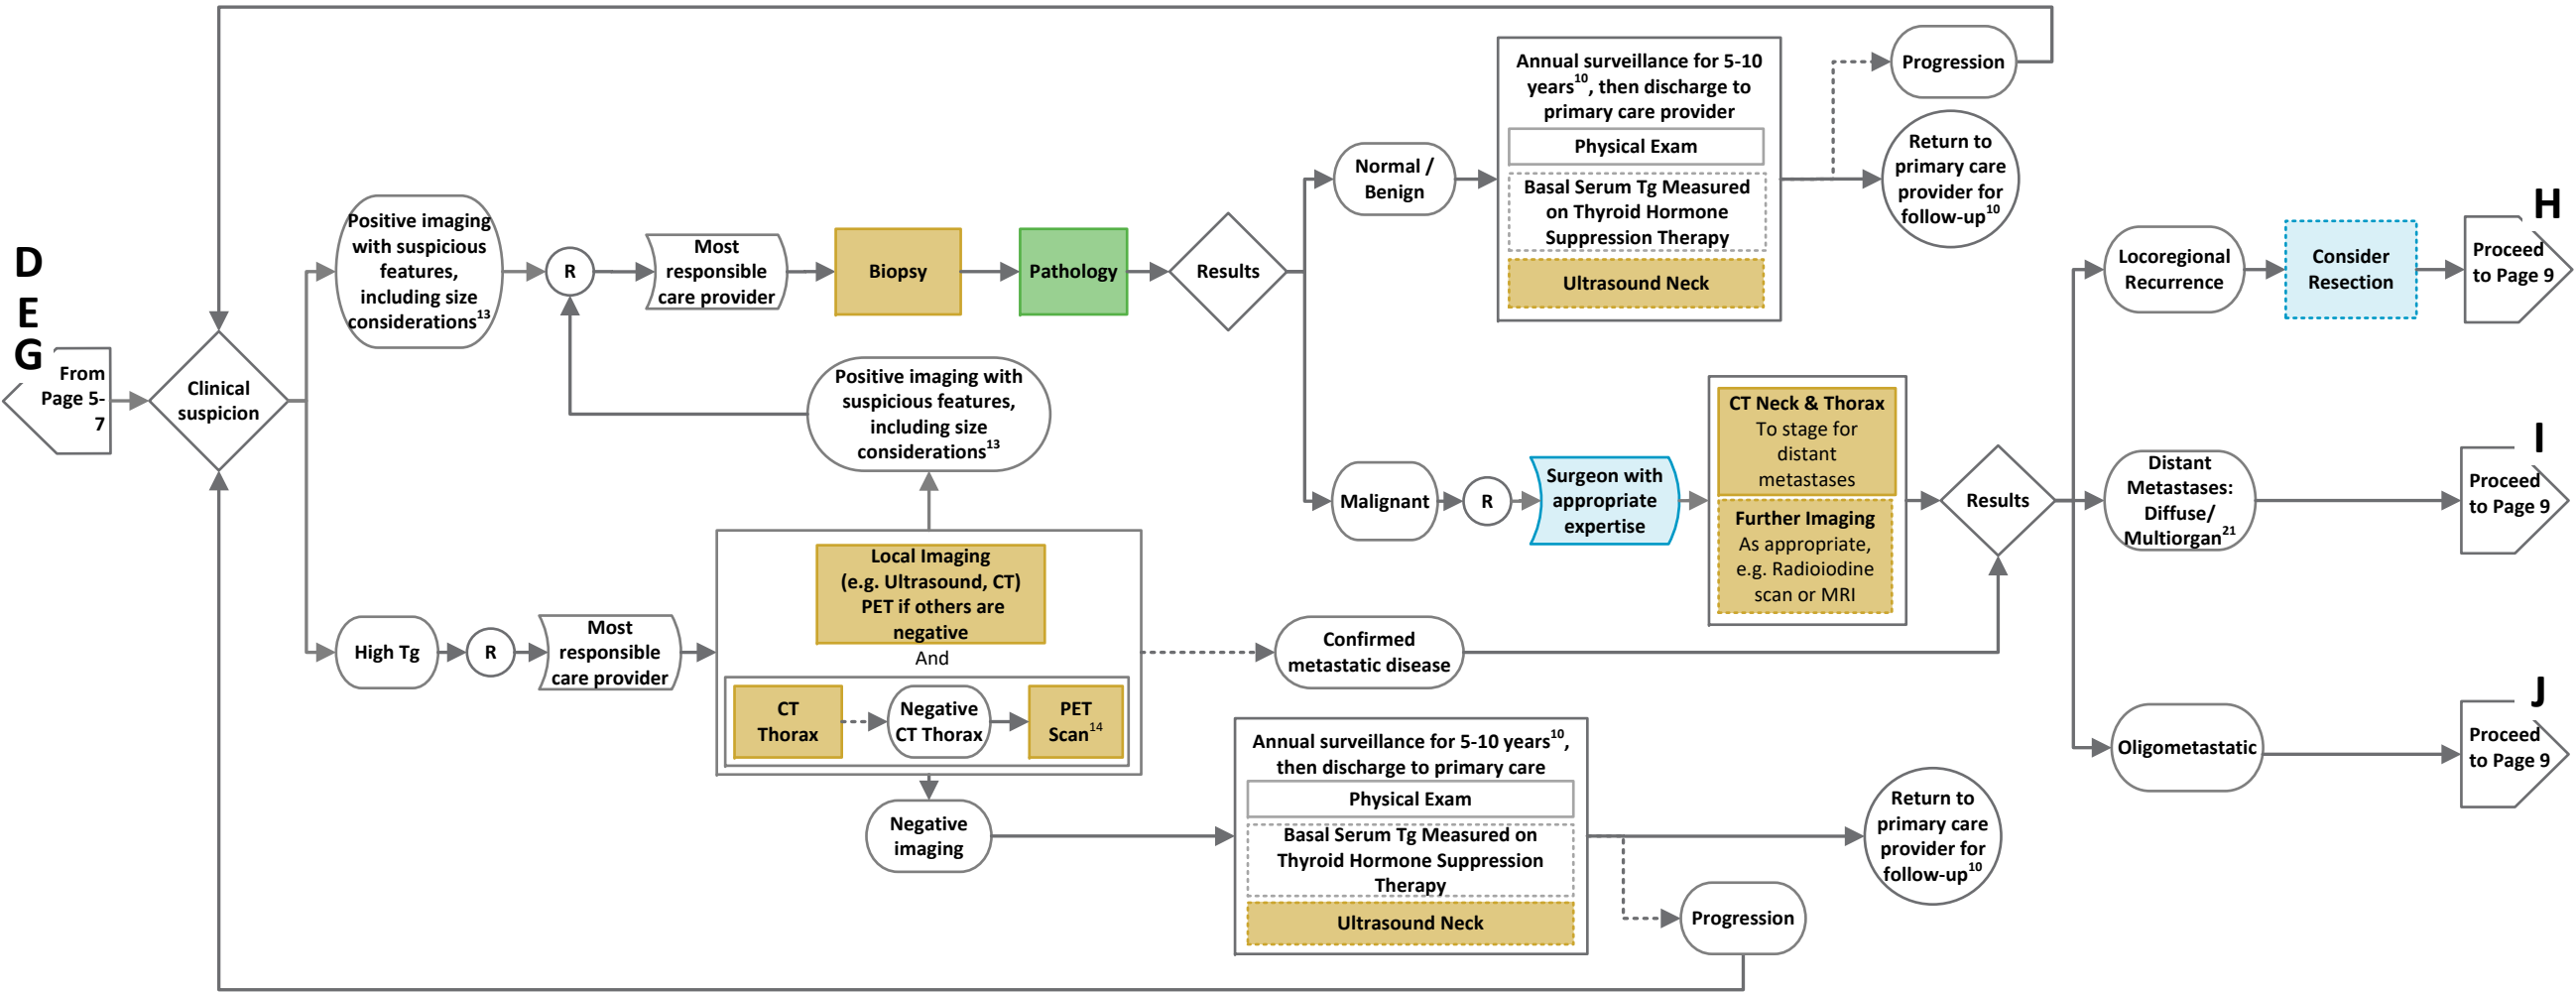 D
E
G
From
Page 5-
7
Clinical
suspicion
Positive imaging
with suspicious
features,
including size
considerations13
R
Most
responsible
care provider
Biopsy
Pathology
Results
Normal /
Benign
Annual surveillance for 5-10
years10, then discharge to
primary care provider
Physical Exam
Basal Serum Tg Measured
on Thyroid Hormone
Suppression Therapy
Ultrasound Neck
Progression
Return to
primary care
provider for
follow-up10
Positive imaging with
suspicious features,
including size
considerations13
Malignant
R
Surgeon with
appropriate
expertise
CT Neck & Thorax
To stage for
distant
metastases
Further Imaging
As appropriate,
e.g. Radioiodine
scan or MRI
Results
Locoregional
Recurrence
Consider
Resection
H
Proceed
to Page 9
Distant
Metastases:
Diffuse/
Multiorgan21
I
Proceed
to Page 9
Oligometastatic
J
Proceed
to Page 9
High Tg
R
Most
responsible
care provider
Local Imaging
(e.g. Ultrasound, CT)
PET if others are
negative
And
CT
Thorax
Negative
CT Thorax
PET
Scan14
Confirmed
metastatic disease
Negative
imaging
Annual surveillance for 5-10 years10,
then discharge to primary care
Physical Exam
Basal Serum Tg Measured on
Thyroid Hormone Suppression
Therapy
Ultrasound Neck
Return to
primary care
provider for
follow-up10
Progression